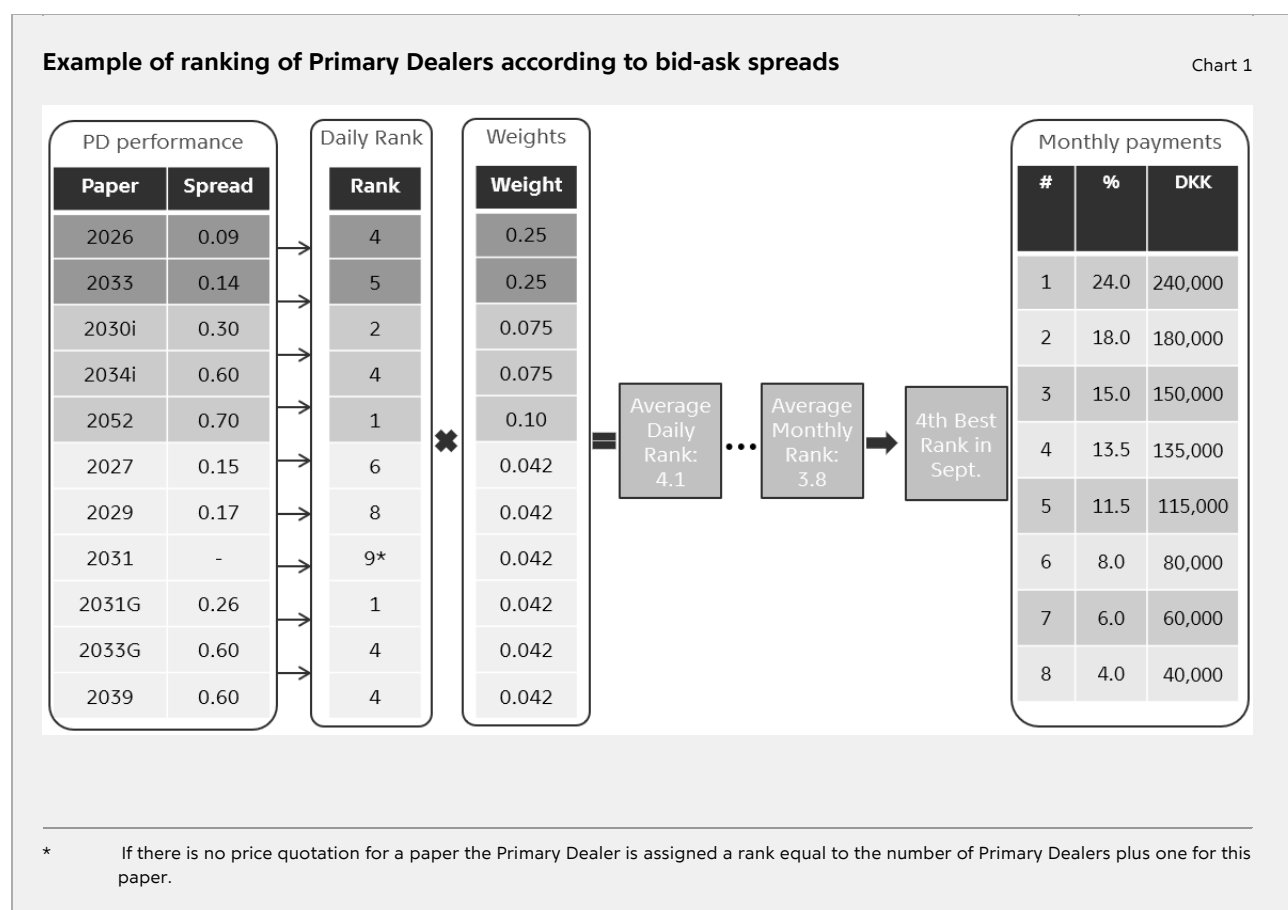 Example of ranking of Primary Dealers according to bid-ask spreads
Chart 1
PD performance
Paper Spread
2026 0.09
2033 0.14
2030i 0.30
2034i 0.60
2052 0.70
2027 0.15
2029 0.17
2031 -
2031G 0.26
2033G 0.60
2039 0.60
Daily Rank
Rank
4
5
2
4
1
6
8
9*
1
4
4
Weights
Weight
0.25
0.25
0.075
0.075
0.10
0.042
0.042
0.042
0.042
0.042
0.042
Average
Daily
Rank:
4.1
...
Average
Monthly
Rank:
3.8
4th Best
Rank in
Sept.
Monthly payments
# % DKK
1 24.0 240,000
2 18.0 180,000
3 15.0 150,000
4 13.5 135,000
5 11.5 115,000
6 8.0 80,000
7 6.0 60,000
8 4.0 40,000
* If there is no price quotation for a paper the Primary Dealer is assigned a rank equal to the number of Primary Dealers plus one for this
paper.